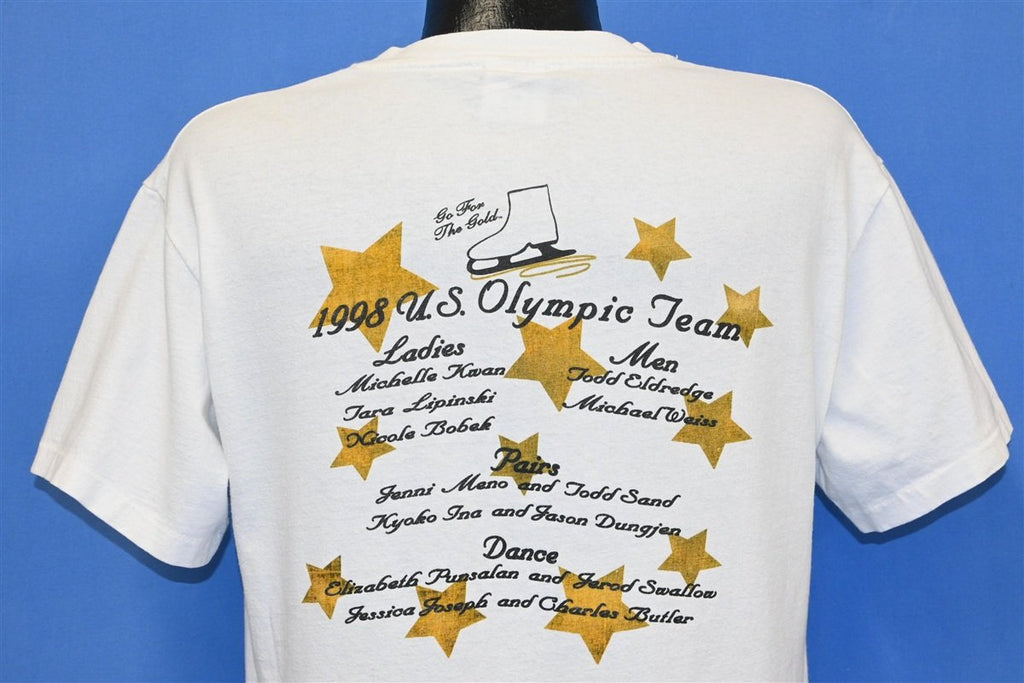 Go For
The Gold™
1998 U.S. Olympic Team
Ladies
Michelle Kwan
Tara Lipinski
Nicole Bobek
Men
Todd Eldredge
Michael Weiss
Pairs
Jenni Meno and Todd Sand
Kyoko Ina and Jason Dungjen
Dance
Elizabeth Punsalan and Jerod Swallow
Jessica Joseph and Charles Butler